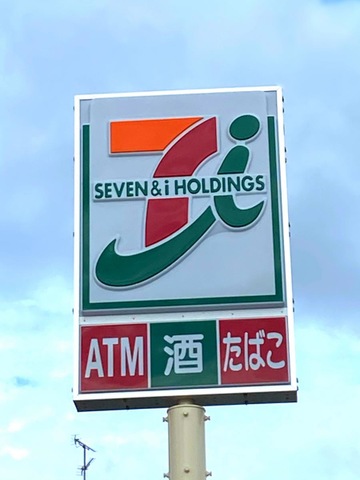 7i
SEVEN & i HOLDINGS
ATM 酒 たばこ